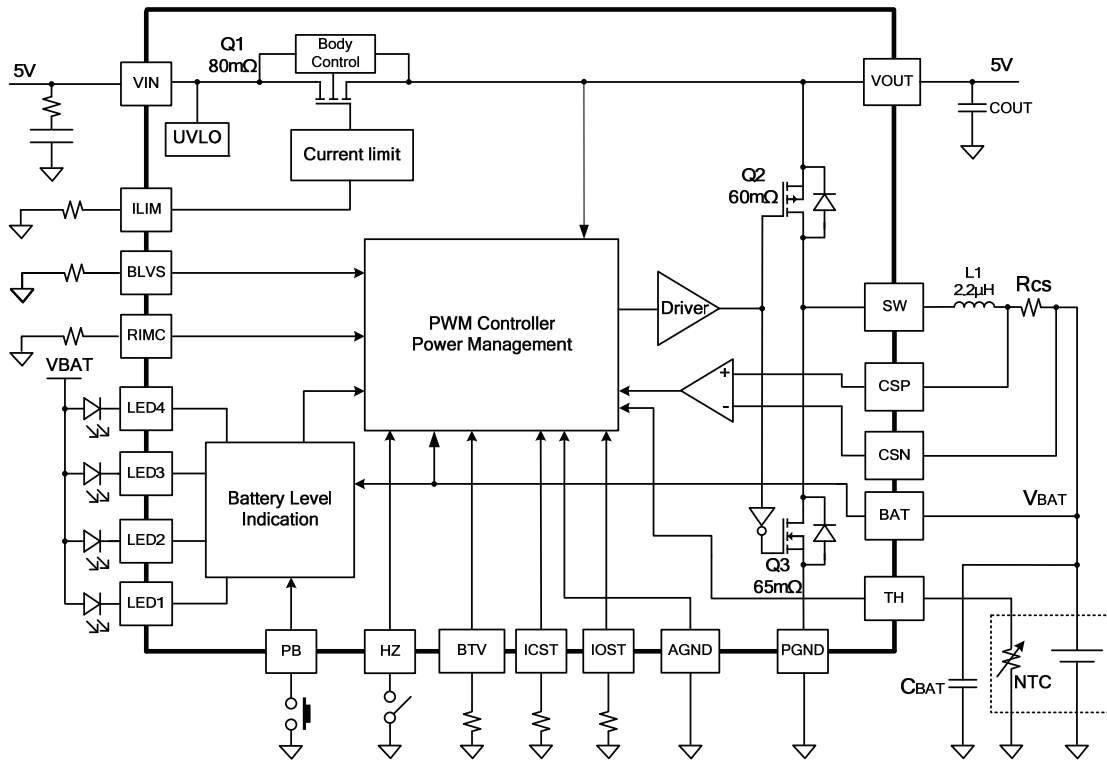 Q1
80mΩ
Body
Control
5V
VIN
VOUT
5V
COUT
UVLO
Current limit
Q2
60mΩ
ILIM
BLVS
L1
2.2µH
Rcs
SW
Driver
PWM Controller
Power Management
RIMC
VBAT
+
-
CSP
LED4
CSN
LED3
Battery Level
Indication
VBAT
BAT
LED2
Q3
65mΩ
LED1
TH
PB
HZ
BTV
ICST
IOST
AGND
PGND
CBAT
NTC